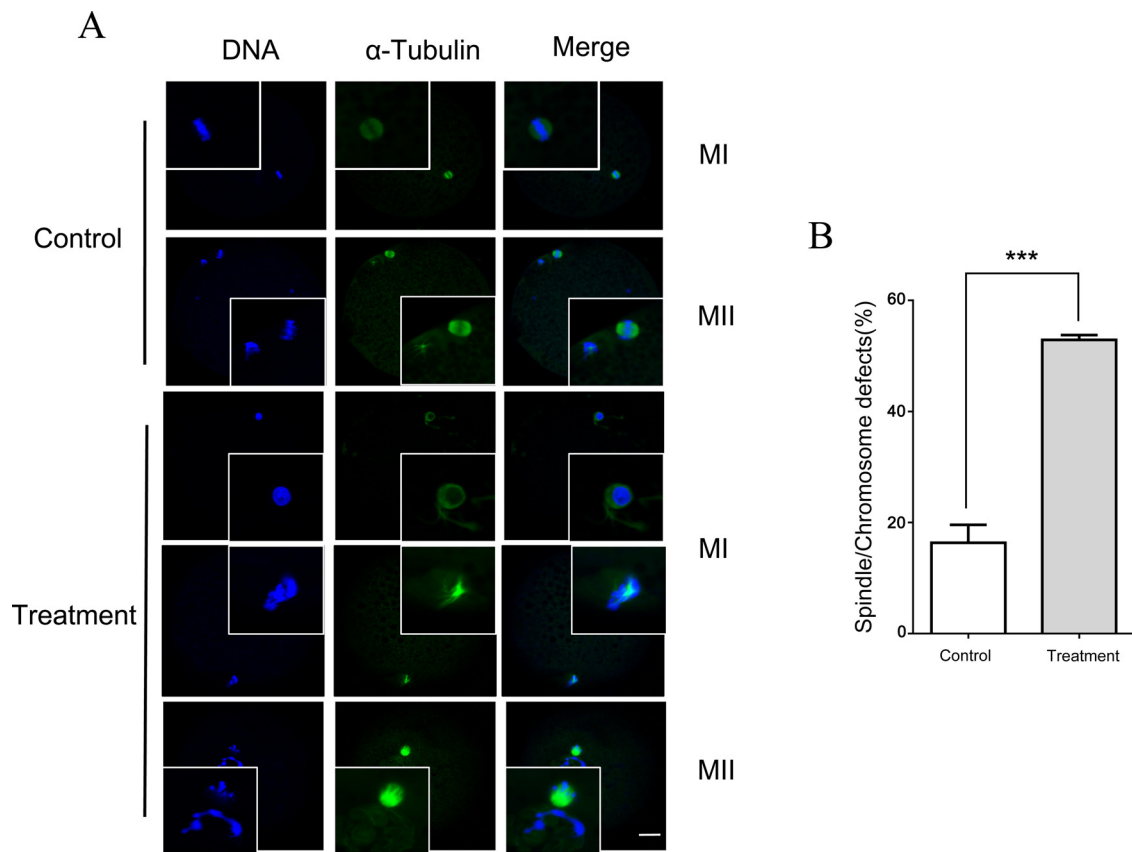 A
DNA
α-Tubulin
Merge
MI
Control
MII
MI
Treatment
MII
B
***
Spindle/Chromosome defects(%)
60
40
20
0
Control
Treatment